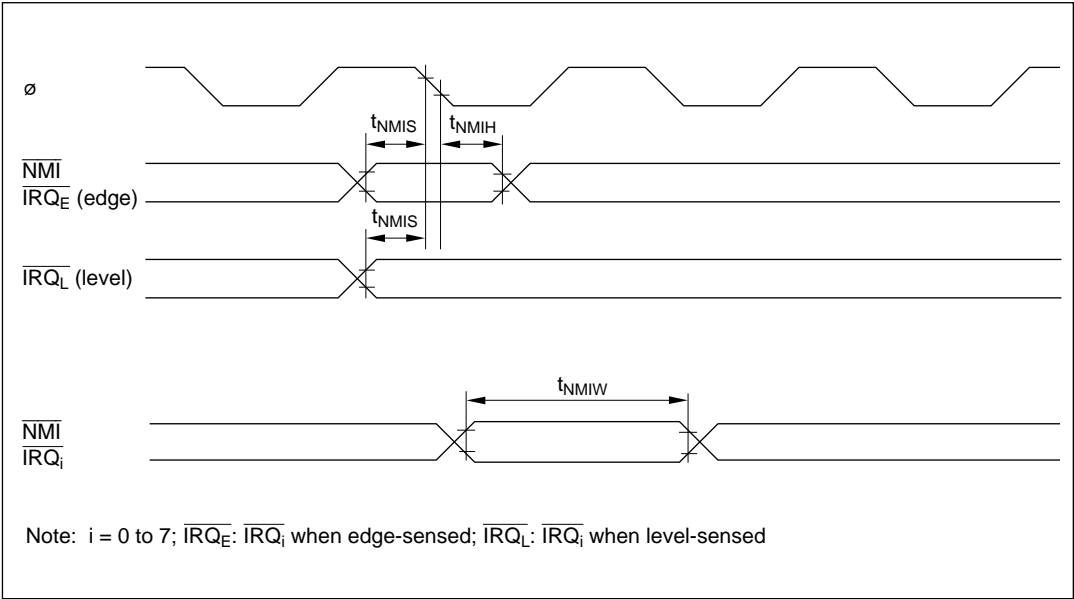 ø
tNMIS tNMIH
NMI
IRQE (edge)
tNMIS
IRQL (level)
tNMIW
NMI
IRQi
Note: i = 0 to 7; IRQE: IRQi when edge-sensed; IRQL: IRQi when level-sensed